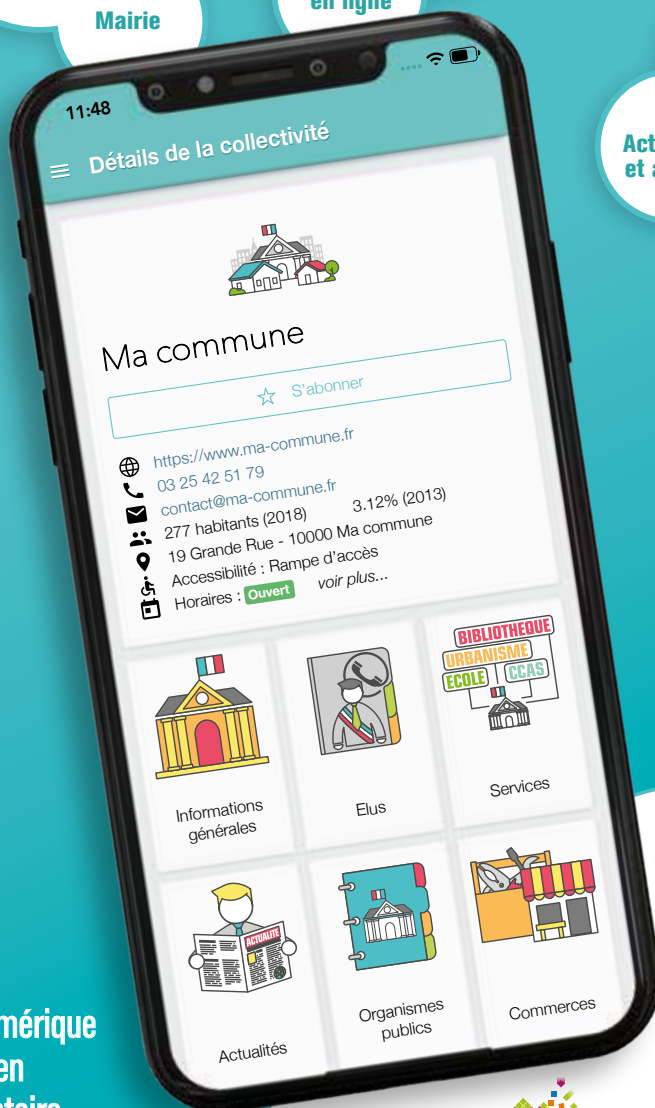 Mairie
en ligne
11:48
Détails de la collectivité
Ma commune
S'abonner
https://www.ma-commune.fr
03 25 42 51 79
contact@ma-commune.fr
277 habitants (2018) 3.12% (2013)
19 Grande Rue - 10000 Ma commune
Accessibilité : Rampe d'accès
Horaires : Ouvert voir plus...
BIBLIOTHEQUE
URBANISME
ECOLE CCAS
Informations
générales
Elus
Services
ACTUALITE
Actualités
Organismes
publics
Commerces
et
en